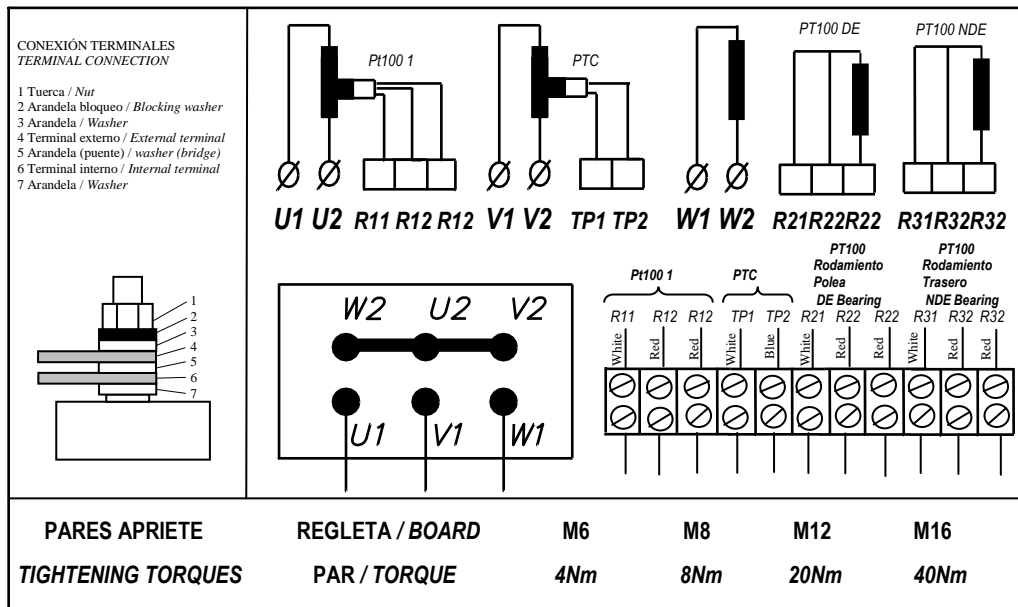 CONEXIÓN TERMINALES
TERMINAL CONNECTION
1 Tuerca / Nut
2 Arandela bloqueo / Blocking washer
3 Arandela / Washer
4 Terminal externo / External terminal
5 Arandela (puente) / washer (bridge)
6 Terminal interno / Internal terminal
7 Arandela / Washer
1
2
3
4
5
6
7
Pt100 1
PTC
PT100 DE
PT100 NDE
U1 U2 R11 R12 R12 V1 V2 TP1 TP2 W1 W2 R21R22R22 R31R32R32
W2 U2 V2
U1 V1 W1
Pt100 1
PTC
PT100
Rodamiento
Polea
DE Bearing
PT100
Rodamiento
Trasero
NDE Bearing
R11 R12 R12 TP1 TP2 R21 R22 R22 R31 R32 R32
White Red Red White Blue White Red Red White Red Red
PARES APRIETE REGLETA / BOARD M6 M8 M12 M16
TIGHTENING TORQUES PAR / TORQUE 4Nm 8Nm 20Nm 40Nm